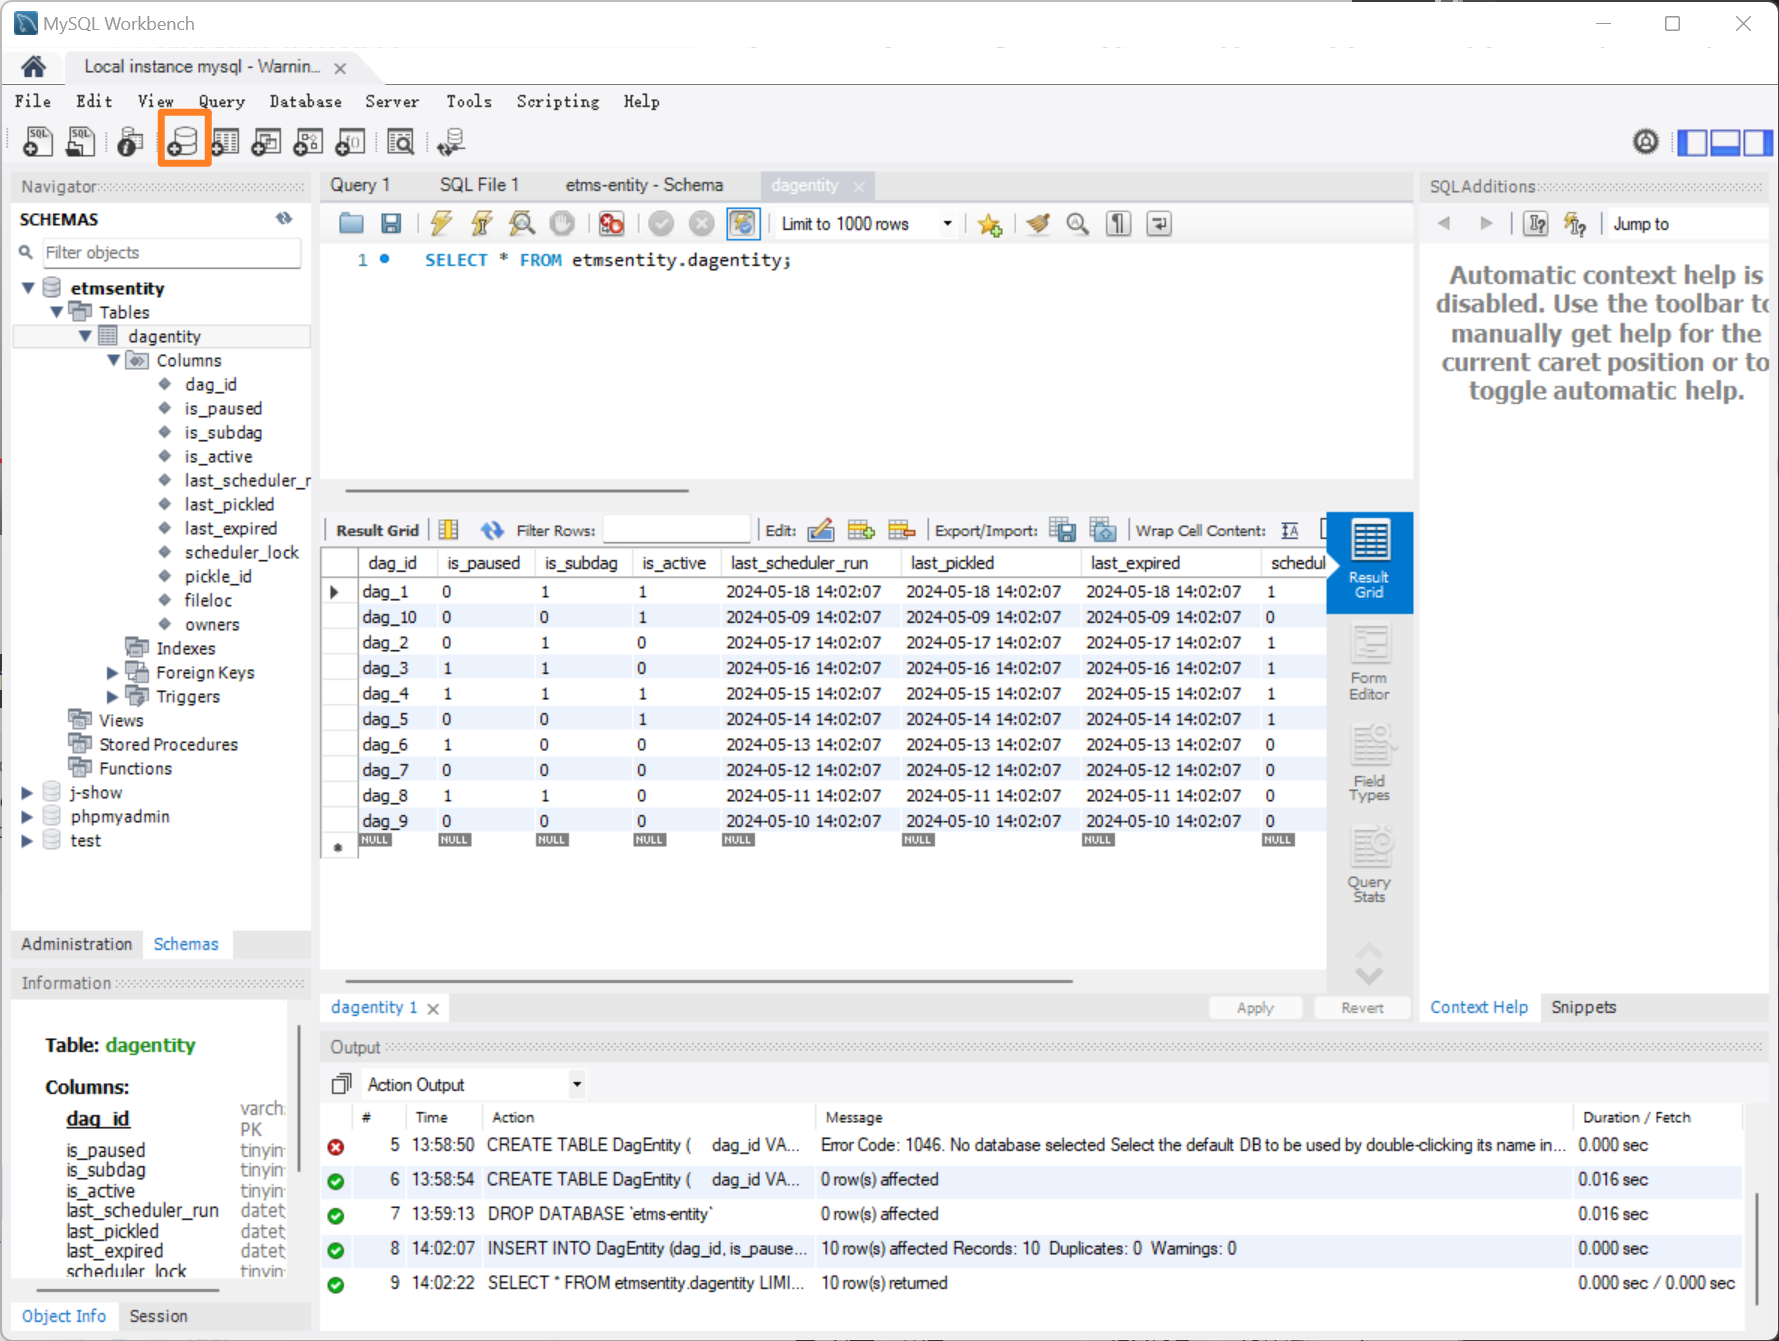 MySQL Workbench
Local instance mysql - Warnin...
File Edit View Query Database Server Tools Scripting Help
Navigator
SCHEMAS
Filter objects
etmsentity
Tables
dagentity
Columns
dag_id
is_paused
is_subdag
is_active
last_scheduler_r
last_pickled
last_expired
scheduler_lock
pickle_id
fileloc
owners
Indexes
Foreign Keys
Triggers
Views
Stored Procedures
Functions
j-show
phpmyadmin
test
Administration Schemas
Information
Table: dagentity
Columns:
dag_id varch
PK
is_paused tinyin
is_subdag tinyin
is_active tinyin
last_scheduler_run datet
last_pickled datet
last_expired datet
scheduler_lock tinyin
Object Info Session
Query 1 SQL File 1 etms-entity - Schema dagentity
Limit to 1000 rows
1 SELECT * FROM etmsentity.dagentity;
Result Grid Filter Rows: Edit: Export/Import: Wrap Cell Content:
dag_id is_paused is_subdag is_active last_scheduler_run last_pickled last_expired schedul
dag_1 0 1 1 2024-05-18 14:02:07 2024-05-18 14:02:07 2024-05-18 14:02:07 1
dag_10 0 0 1 2024-05-09 14:02:07 2024-05-09 14:02:07 2024-05-09 14:02:07 0
dag_2 0 1 0 2024-05-17 14:02:07 2024-05-17 14:02:07 2024-05-17 14:02:07 1
dag_3 1 1 0 2024-05-16 14:02:07 2024-05-16 14:02:07 2024-05-16 14:02:07 1
dag_4 1 1 1 2024-05-15 14:02:07 2024-05-15 14:02:07 2024-05-15 14:02:07 1
dag_5 0 0 1 2024-05-14 14:02:07 2024-05-14 14:02:07 2024-05-14 14:02:07 1
dag_6 1 0 0 2024-05-13 14:02:07 2024-05-13 14:02:07 2024-05-13 14:02:07 0
dag_7 0 0 0 2024-05-12 14:02:07 2024-05-12 14:02:07 2024-05-12 14:02:07 0
dag_8 1 1 0 2024-05-11 14:02:07 2024-05-11 14:02:07 2024-05-11 14:02:07 0
dag_9 0 0 0 2024-05-10 14:02:07 2024-05-10 14:02:07 2024-05-10 14:02:07 0
NULL NULL NULL NULL NULL NULL NULL NULL
Result
Grid
Form
Editor
Field
Types
Query
Stats
dagentity 1 Apply Revert
SQLAdditions
Jump to
Automatic context help is
disabled. Use the toolbar to
manually get help for the
current caret position or to
toggle automatic help.
Context Help Snippets
Output
Action Output
# Time Action Message Duration / Fetch
5 13:58:50 CREATE TABLE DagEntity ( dag_id VA... Error Code: 1046. No database selected Select the default DB to be used by double-clicking its name in... 0.000 sec
6 13:58:54 CREATE TABLE DagEntity ( dag_id VA... 0 row(s) affected 0.016 sec
7 13:59:13 DROP DATABASE `etms-entity` 0 row(s) affected 0.016 sec
8 14:02:07 INSERT INTO DagEntity (dag_id, is_pause... 10 row(s) affected Records: 10 Duplicates: 0 Warnings: 0 0.000 sec
9 14:02:22 SELECT * FROM etmsentity.dagentity LIMI... 10 row(s) returned 0.000 sec / 0.000 sec